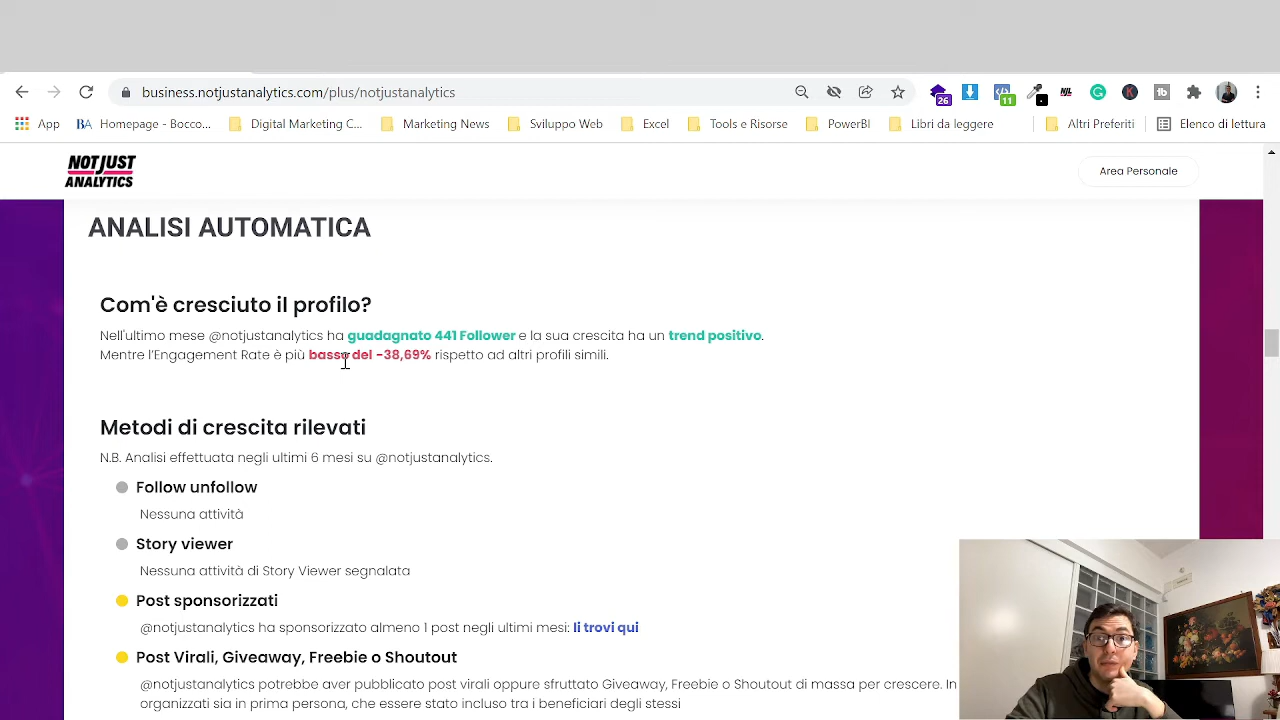 business.notjustanalytics.com/plus/notjustanalytics
26
11
NJL
App
BA Homepage - Bocco...
Digital Marketing C...
Marketing News
Sviluppo Web
Excel
Tools e Risorse
PowerBI
Libri da leggere
Altri Preferiti
Elenco di lettura
NOT JUST
ANALYTICS
Area Personale
ANALISI AUTOMATICA
Com'è cresciuto il profilo?
Nell'ultimo mese @notjustanalytics ha guadagnato 441 Follower e la sua crescita ha un trend positivo.
Mentre l'Engagement Rate è più basso del -38,69% rispetto ad altri profili simili.
Metodi di crescita rilevati
N.B. Analisi effettuata negli ultimi 6 mesi su @notjustanalytics.
Follow unfollow
Nessuna attività
Story viewer
Nessuna attività di Story Viewer segnalata
Post sponsorizzati
@notjustanalytics ha sponsorizzato almeno 1 post negli ultimi mesi: li trovi qui
Post Virali, Giveaway, Freebie o Shoutout
@notjustanalytics potrebbe aver pubblicato post virali oppure sfruttato Giveaway, Freebie o Shoutout di massa per crescere. In
organizzati sia in prima persona, che essere stato incluso tra i beneficiari degli stessi